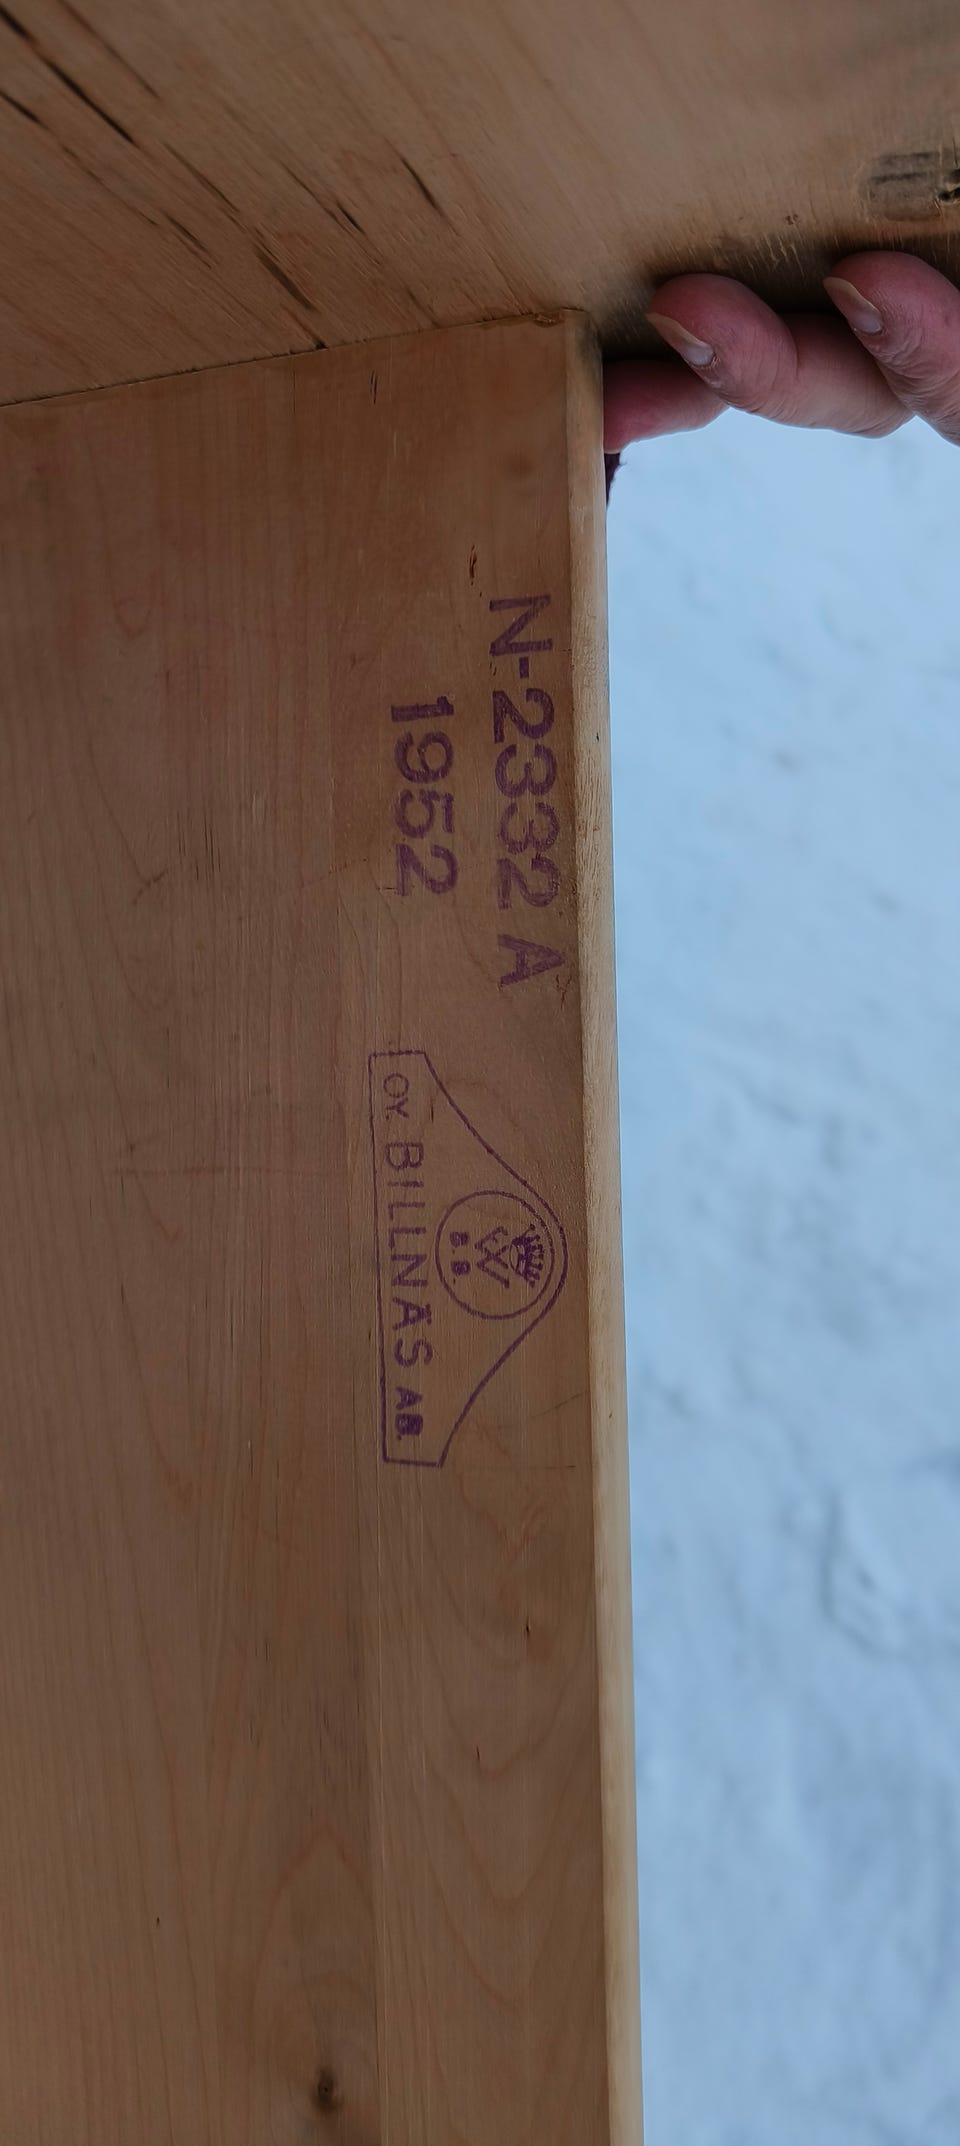 N-2332 A
1952
W
B.B.
OY. BILLNÄS AB.